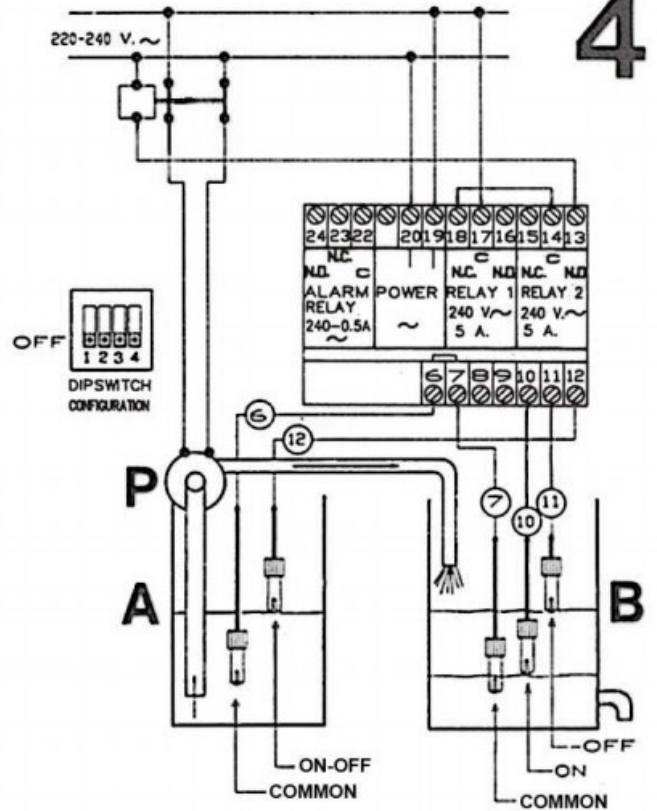 4
220-240 V.~
24 23 22 20 19 18 17 16 15 14 13
N.C. C C
N.O. C N.C. N.O N.C. N.O
ALARM POWER RELAY 1 RELAY 2
RELAY 240 V~ 240 V.~
240-0.5A ~ 5 A. 5 A.
~
OFF
1 2 3 4
DIPSWITCH
CONFIGURATION
6 7 8 9 10 11 12
6
12
P
7 10 11
A
B
ON-OFF
COMMON
OFF
ON
COMMON